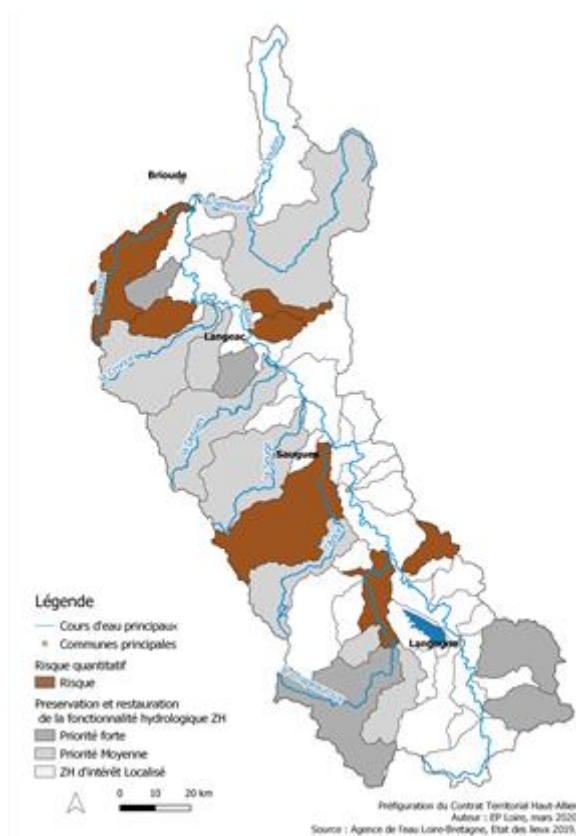 Brioude
Langeac
Saugues
Langogne
Légende
Cours d'eau principaux
Communes principales
Risque quantitatif
Risque
Preservation et restauration
de la fonctionnalité hydrologique ZH
Priorité forte
Priorité Moyenne
ZH d'intérêt Localisé
0 10 20 km
Préfiguration du Contrat Territorial Haut-Allier
Auteur : EP Loire, mars 2020
Source : Agence de l'eau Loire-Bretagne, Etat des lieux 2019